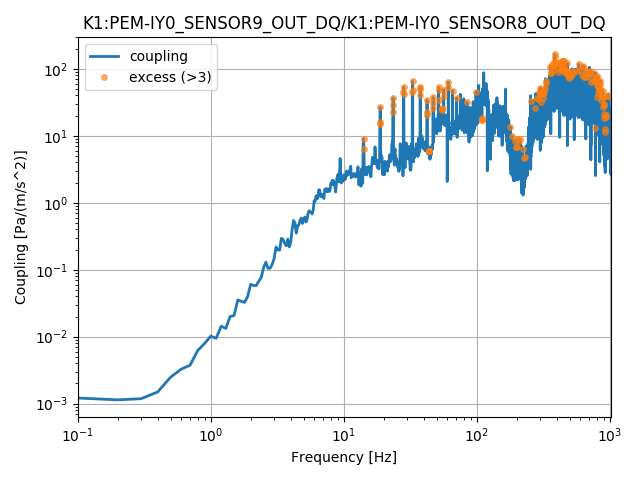 K1:PEM-IY0_SENSOR9_OUT_DQ/K1:PEM-IY0_SENSOR8_OUT_DQ
coupling
excess (>3)
Coupling [Pa/(m/s^2)]
10^2
10^1
10^0
10^−1
10^−2
10^−3
10^−1 10^0 10^1 10^2 10^3
Frequency [Hz]